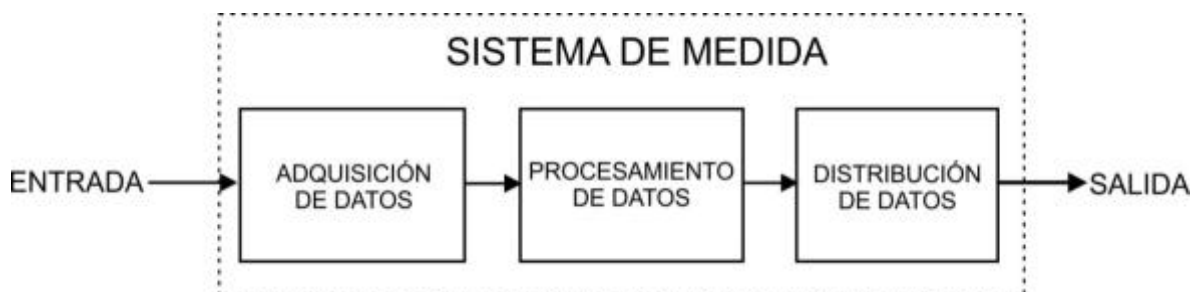 SISTEMA DE MEDIDA
ENTRADA
ADQUISICIÓN
DE DATOS
PROCESAMIENTO
DE DATOS
DISTRIBUCIÓN
DE DATOS
SALIDA